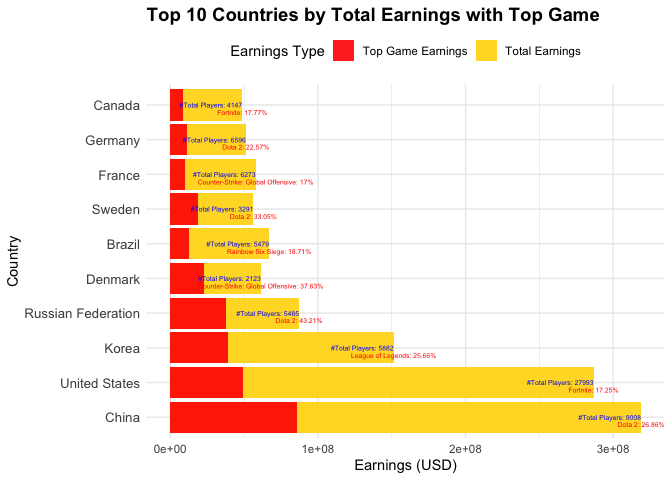 Top 10 Countries by Total Earnings with Top Game
Earnings Type Top Game Earnings Total Earnings
Canada
#Total Players: 4147
Fortnite: 17.77%
Germany
#Total Players: 6596
Dota 2: 22.57%
France
#Total Players: 6273
Counter-Strike: Global Offensive: 17%
Sweden
#Total Players: 3291
Dota 2: 33.05%
Brazil
#Total Players: 5479
Rainbow Six Siege: 18.71%
Denmark
#Total Players: 2123
Counter-Strike: Global Offensive: 37.63%
Russian Federation
#Total Players: 5485
Dota 2: 43.21%
Korea
#Total Players: 5882
League of Legends: 25.66%
United States
#Total Players: 27993
Fortnite: 17.25%
China
#Total Players: 9008
Dota 2: 26.86%
Country
0e+00 1e+08 2e+08 3e+08
Earnings (USD)